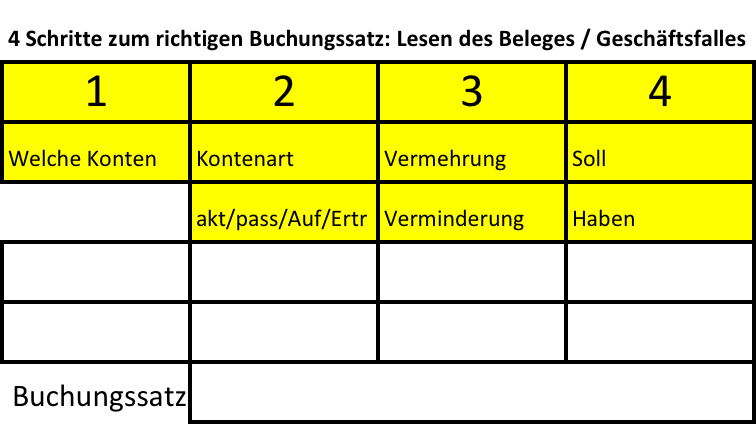 4 Schritte zum richtigen Buchungssatz: Lesen des Beleges / Geschäftsfalles
1 2 3 4
Welche Konten Kontenart Vermehrung Soll
akt/pass/Auf/Ertr Verminderung Haben
Buchungssatz